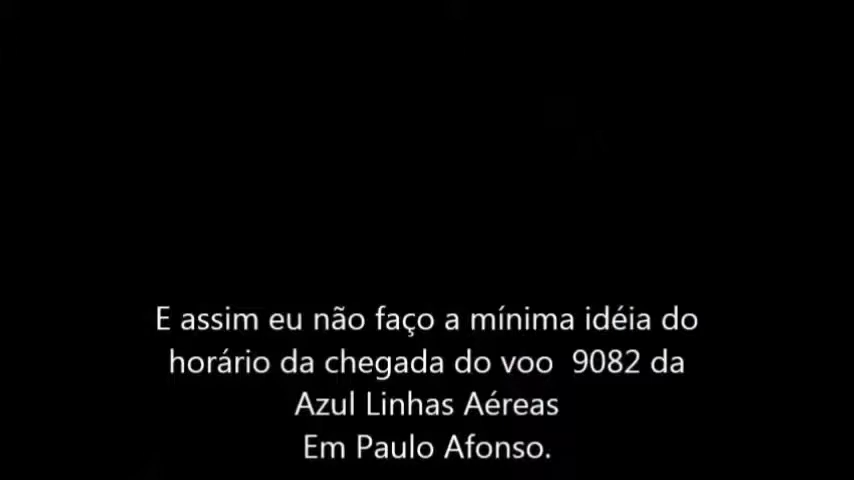 E assim eu não faço a mínima idéia do
horário da chegada do voo  9082 da
Azul Linhas Aéreas
Em Paulo Afonso.